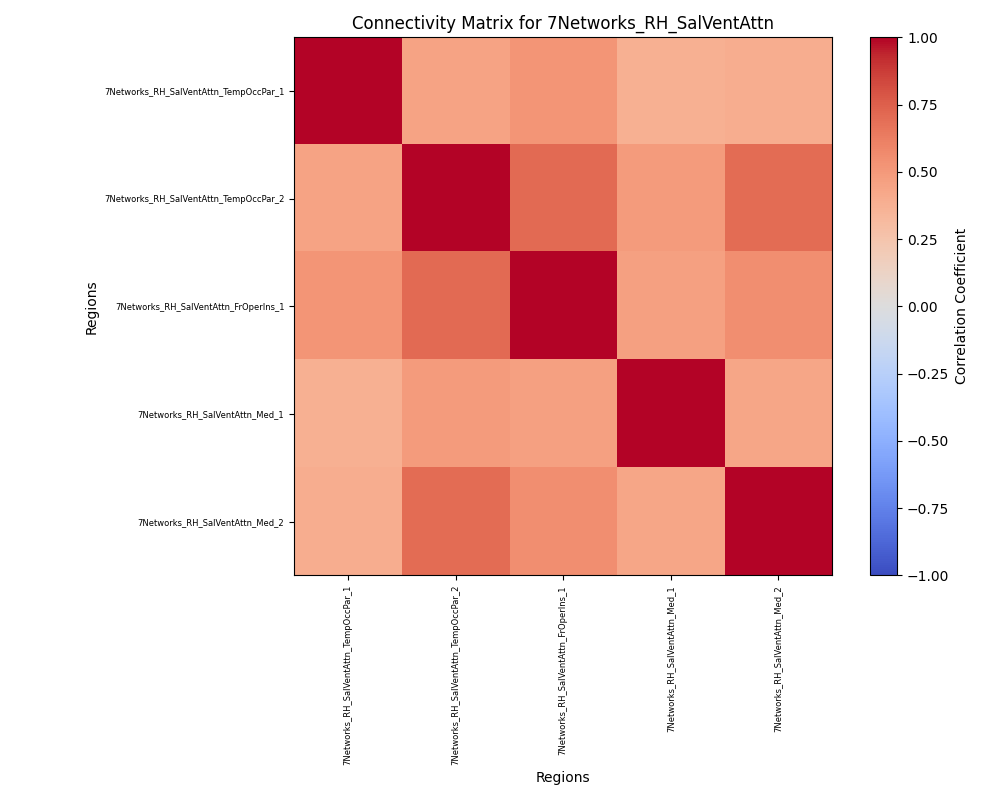 Connectivity Matrix for 7Networks_RH_SalVentAttn
7Networks_RH_SalVentAttn_TempOccPar_1
7Networks_RH_SalVentAttn_TempOccPar_2
7Networks_RH_SalVentAttn_FrOperIns_1
7Networks_RH_SalVentAttn_Med_1
7Networks_RH_SalVentAttn_Med_2
Regions
7Networks_RH_SalVentAttn_TempOccPar_1
7Networks_RH_SalVentAttn_TempOccPar_2
7Networks_RH_SalVentAttn_FrOperIns_1
7Networks_RH_SalVentAttn_Med_1
7Networks_RH_SalVentAttn_Med_2
Regions
1.00
0.75
0.50
0.25
0.00
−0.25
−0.50
−0.75
−1.00
Correlation Coefficient